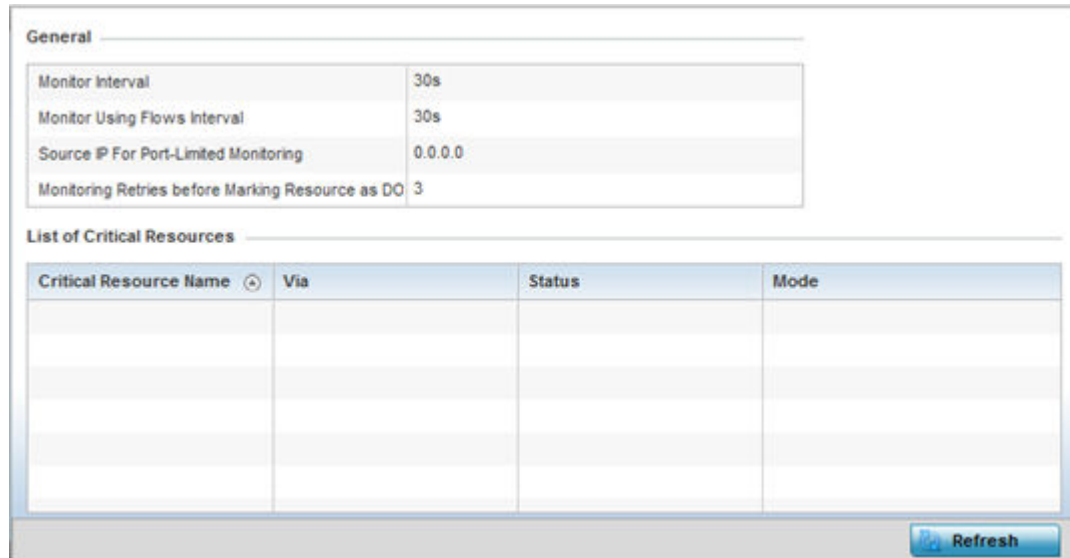 General
Monitor Interval 30s
Monitor Using Flows Interval 30s
Source IP For Port-Limited Monitoring 0.0.0.0
Monitoring Retries before Marking Resource as DO 3
List of Critical Resources
Critical Resource Name Via Status Mode
Refresh